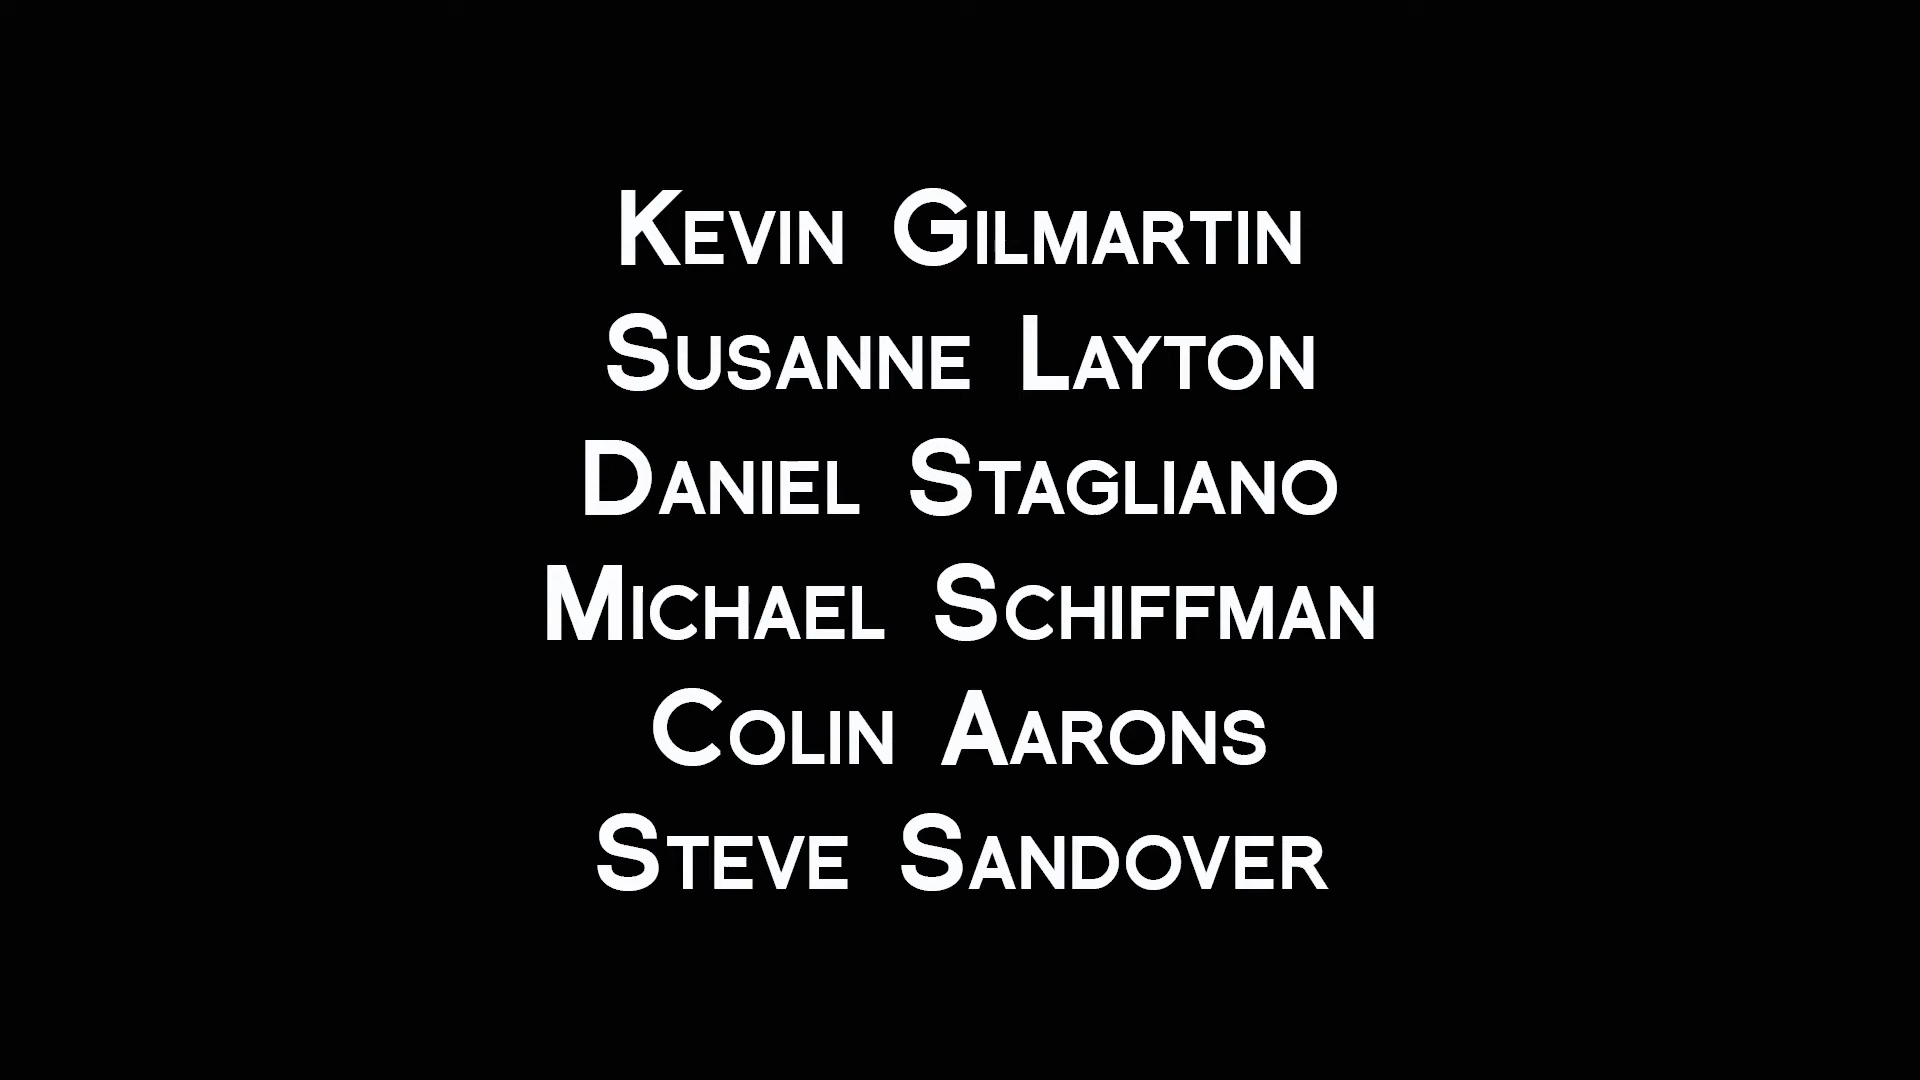 Kevin Gilmartin
Susanne Layton
Daniel Stagliano
Michael Schiffman
Colin Aarons
Steve Sandover